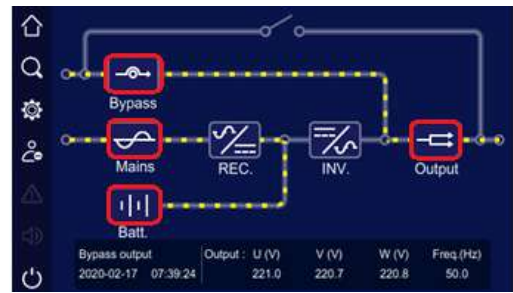 Bypass
Mains
REC.
INV.
Output
Batt.
Bypass output
Output : U (V) V (V) W (V) Freq.(Hz)
2020-02-17 07:39:24 221.0 220.7 220.8 50.0